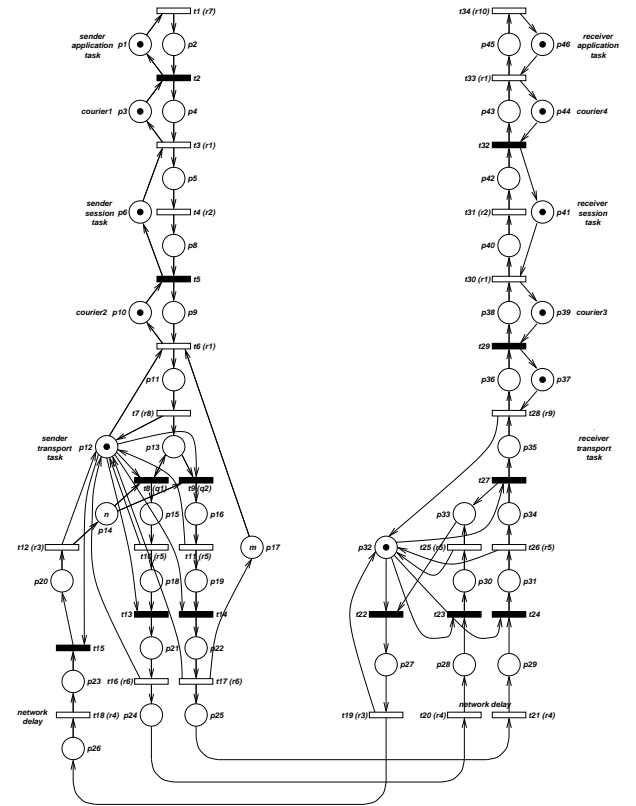 t1 (r7)
sender
application
task
p1
p2
t2
courier1
p3
p4
t3 (r1)
p5
sender
session
task
p6
t4 (r2)
p8
t5
courier2
p10
p9
t6 (r1)
p11
t7 (r8)
sender
transport
task
p12
p13
t8 (q1)
t9 (q2)
n
p14
p15
p16
t12 (r3)
t10 (r5)
t11 (r5)
m
p17
p20
p18
p19
t13
t14
t15
p21
p22
p23
t16 (r6)
t17 (r6)
network
delay
t18 (r4)
p24
p25
p26
t34 (r10)
p45
p46
receiver
application
task
t33 (r1)
p43
p44
courier4
t32
p42
t31 (r2)
p41
receiver
session
task
p40
t30 (r1)
p38
p39
courier3
t29
p36
p37
t28 (r9)
p35
receiver
transport
task
t27
p33
p34
p32
t25 (r5)
t26 (r5)
p30
p31
t22
t23
t24
p27
p28
p29
network delay
t19 (r3)
t20 (r4)
t21 (r4)